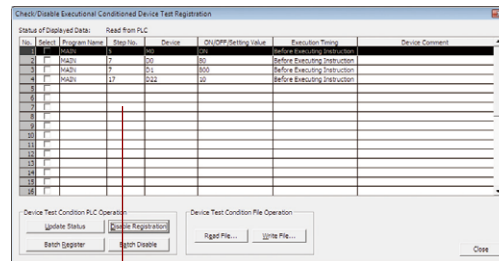 Check/Disable Executional Conditioned Device Test Registration
Status of Displayed Data: Read from PLC
No. Select Program Name Step No. Device ON/OFF/Setting Value Execution Timing Device Comment
1 MAIN 5 M0 ON Before Executing Instruction
2 MAIN 7 D0 80 Before Executing Instruction
3 MAIN 7 D1 800 Before Executing Instruction
4 MAIN 17 D22 10 Before Executing Instruction
5
6
7
8
9
10
11
12
13
14
15
16
Device Test Condition PLC Operation
Update Status Disable Registration
Batch Register Batch Disable
Device Test Condition File Operation
Read File... Write File...
Close